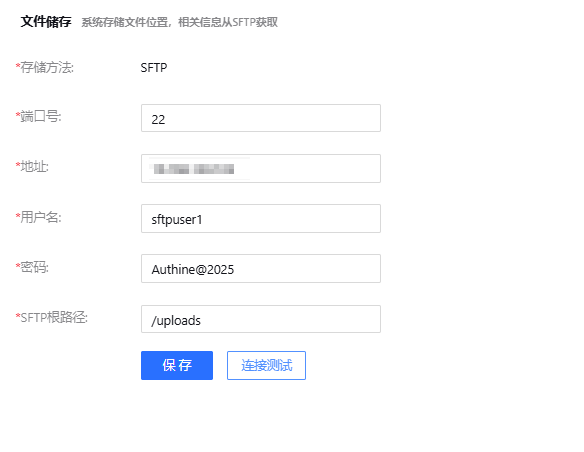 文件储存 系统存储文件位置，相关信息从SFTP获取
*存储方法: SFTP
*端口号: 22
*地址:
*用户名: sftpuser1
*密码: Authine@2025
*SFTP根路径: /uploads
保存 连接测试